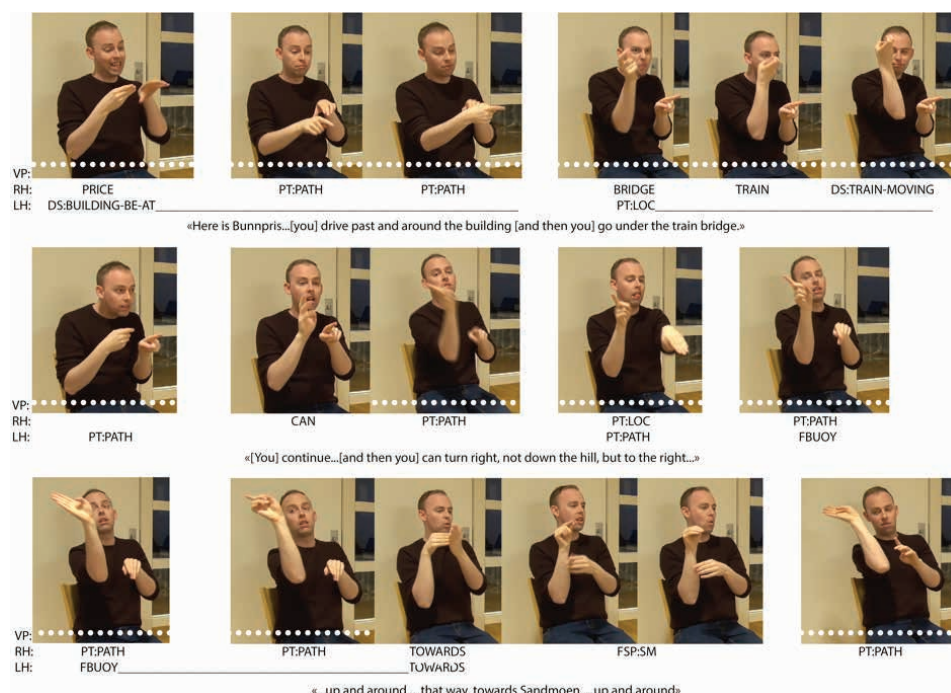 VP:
RH: PRICE PT:PATH PT:PATH BRIDGE TRAIN DS:TRAIN-MOVING
LH: DS:BUILDING-BE-AT PT:LOC
«Here is Bunnpris...[you] drive past and around the building [and then you] go under the train bridge.»
VP:
RH: CAN PT:PATH PT:LOC PT:PATH
LH: PT:PATH PT:PATH FBUOY
«[You] continue...[and then you] can turn right, not down the hill, but to the right...»
VP:
RH: PT:PATH PT:PATH TOWARDS FSP:SM PT:PATH
LH: FBUOY TOWARDS
«...up and around ... that way, towards Sandmoen ... up and around»